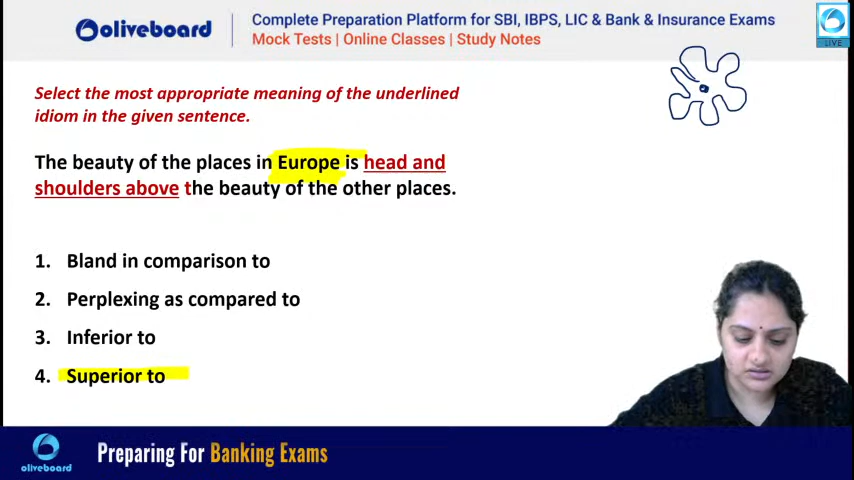 oliveboard
Complete Preparation Platform for SBI, IBPS, LIC & Bank & Insurance Exams
Mock Tests | Online Classes | Study Notes
LIVE
Select the most appropriate meaning of the underlined
idiom in the given sentence.
The beauty of the places in Europe is head and
shoulders above the beauty of the other places.
1. Bland in comparison to
2. Perplexing as compared to
3. Inferior to
4. Superior to
oliveboard
Preparing For Banking Exams